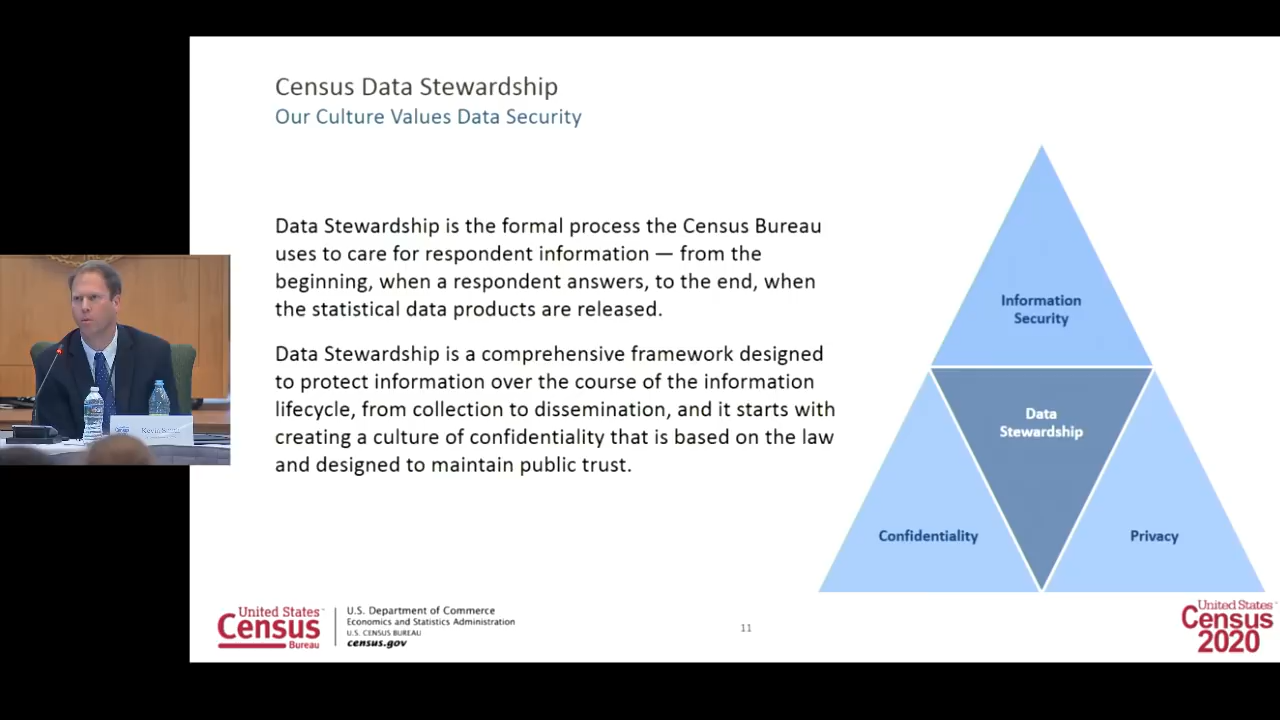 Census Data Stewardship
Our Culture Values Data Security
Data Stewardship is the formal process the Census Bureau
uses to care for respondent information — from the
beginning, when a respondent answers, to the end, when
the statistical data products are released.
Data Stewardship is a comprehensive framework designed
to protect information over the course of the information
lifecycle, from collection to dissemination, and it starts with
creating a culture of confidentiality that is based on the law
and designed to maintain public trust.
Information
Security
Data
Stewardship
Confidentiality
Privacy
Kevin
United States™
Census
Bureau
U.S. Department of Commerce
Economics and Statistics Administration
U.S. CENSUS BUREAU
census.gov
11
United States™
Census
2020